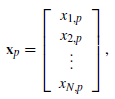 x_p = [ x_{1,p}
x_{2,p}
⋮
x_{N,p} ] ,